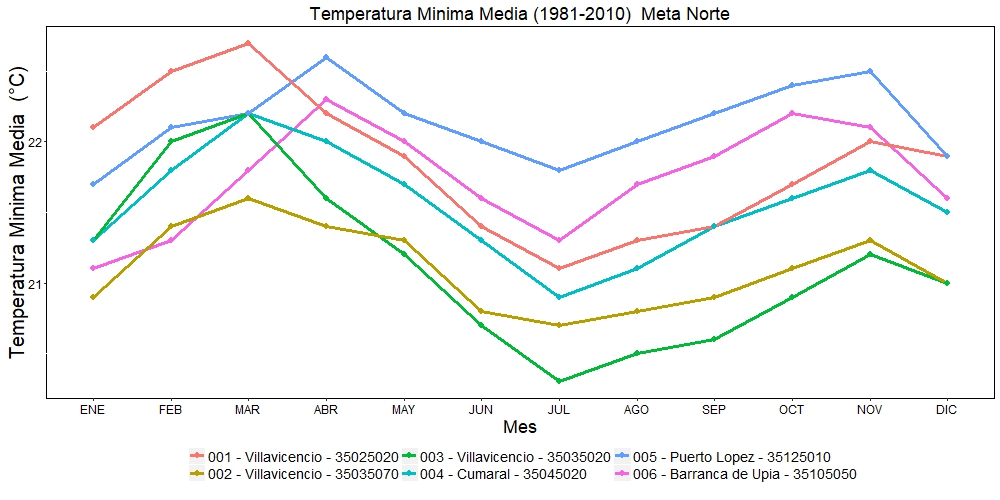 Temperatura Minima Media (1981-2010)  Meta Norte
Temperatura Minima Media  (°C)
22
21
ENE FEB MAR ABR MAY JUN JUL AGO SEP OCT NOV DIC
Mes
001 - Villavicencio - 35025020 003 - Villavicencio - 35035020 005 - Puerto Lopez - 35125010
002 - Villavicencio - 35035070 004 - Cumaral - 35045020 006 - Barranca de Upia - 35105050